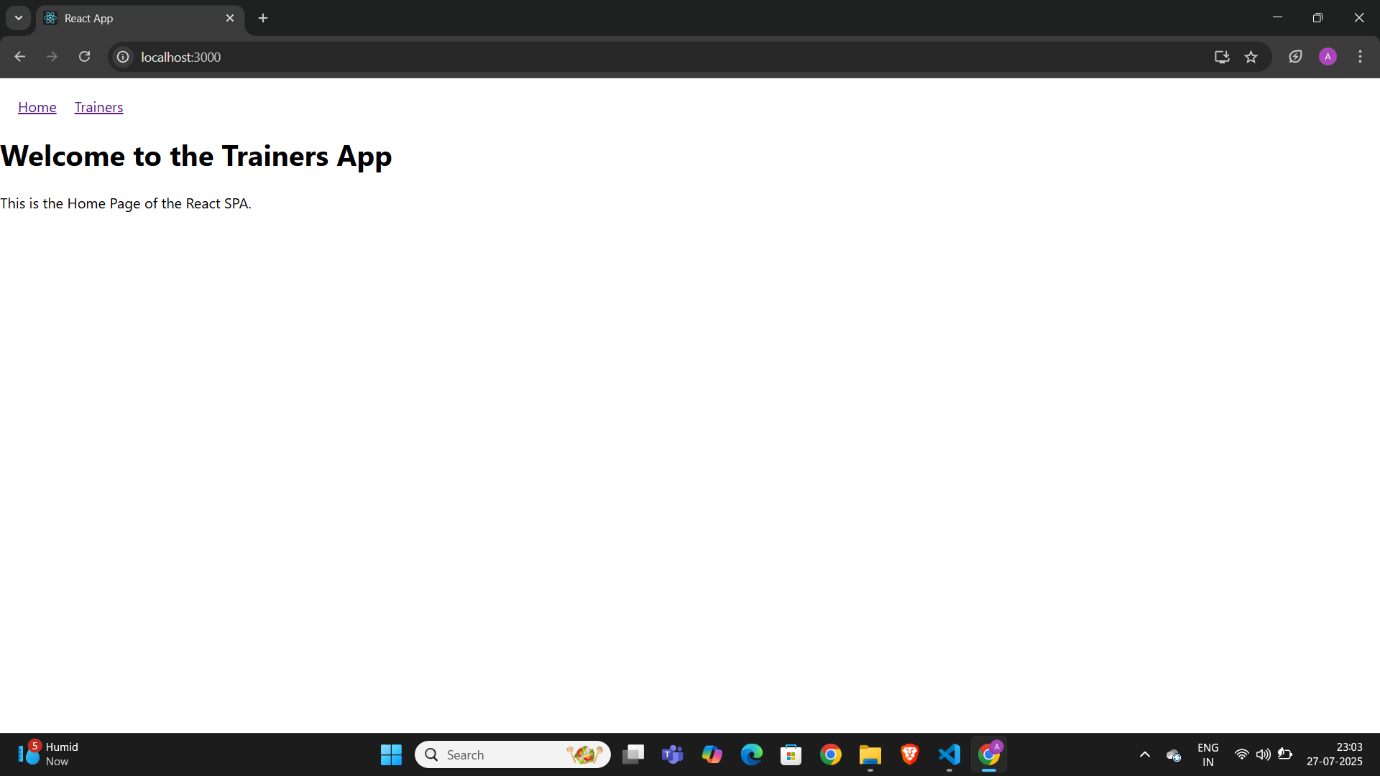 React App
localhost:3000
A
Home Trainers
Welcome to the Trainers App
This is the Home Page of the React SPA.
5 Humid
Now
Search
A
ENG
IN
23:03
27-07-2025